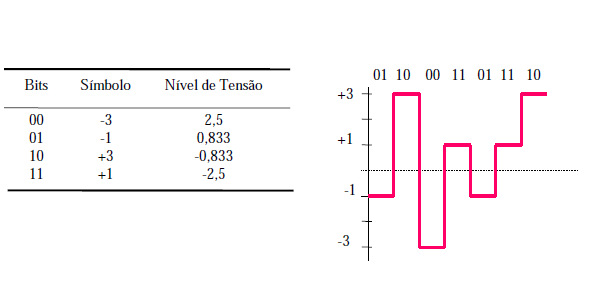 Bits Símbolo Nível de Tensão
00 -3 2,5
01 -1 0,833
10 +3 -0,833
11 +1 -2,5
01 10 00 11 01 11 10
+3
+1
-1
-3